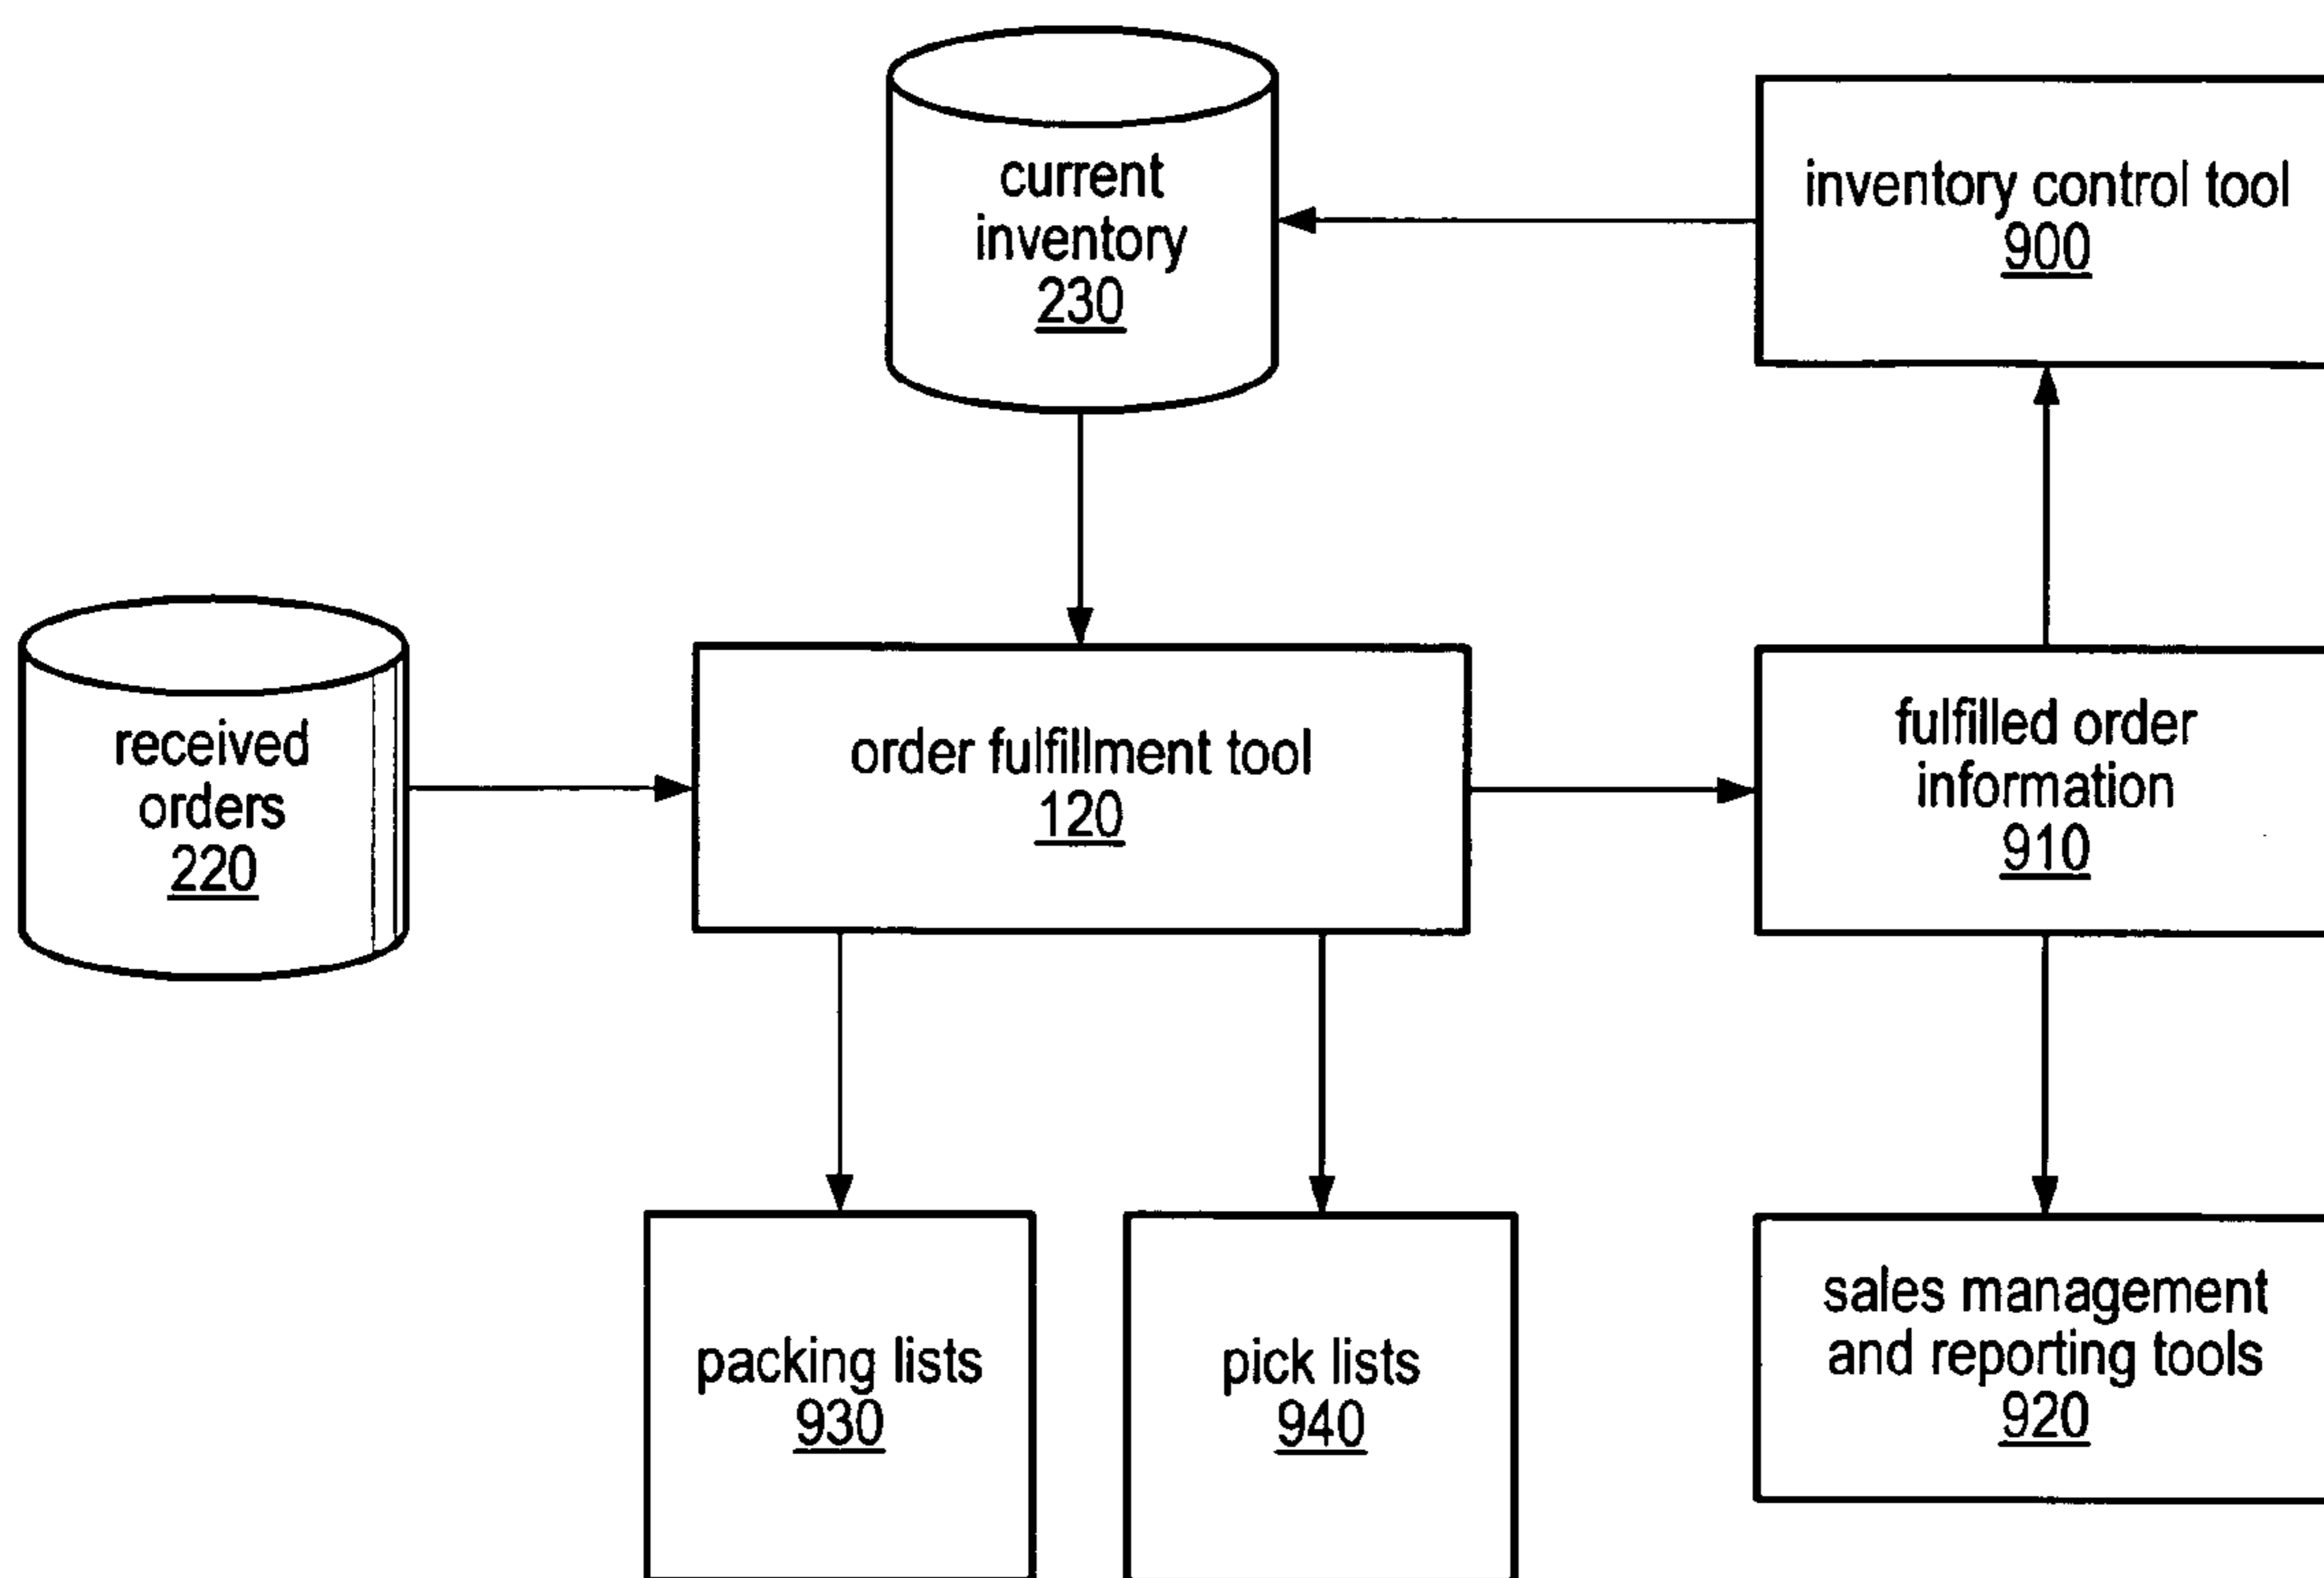 current
inventory
230
inventory control tool
900
received
orders
220
order fulfillment tool
120
fulfilled order
information
910
packing lists
930
pick lists
940
sales management
and reporting tools
920